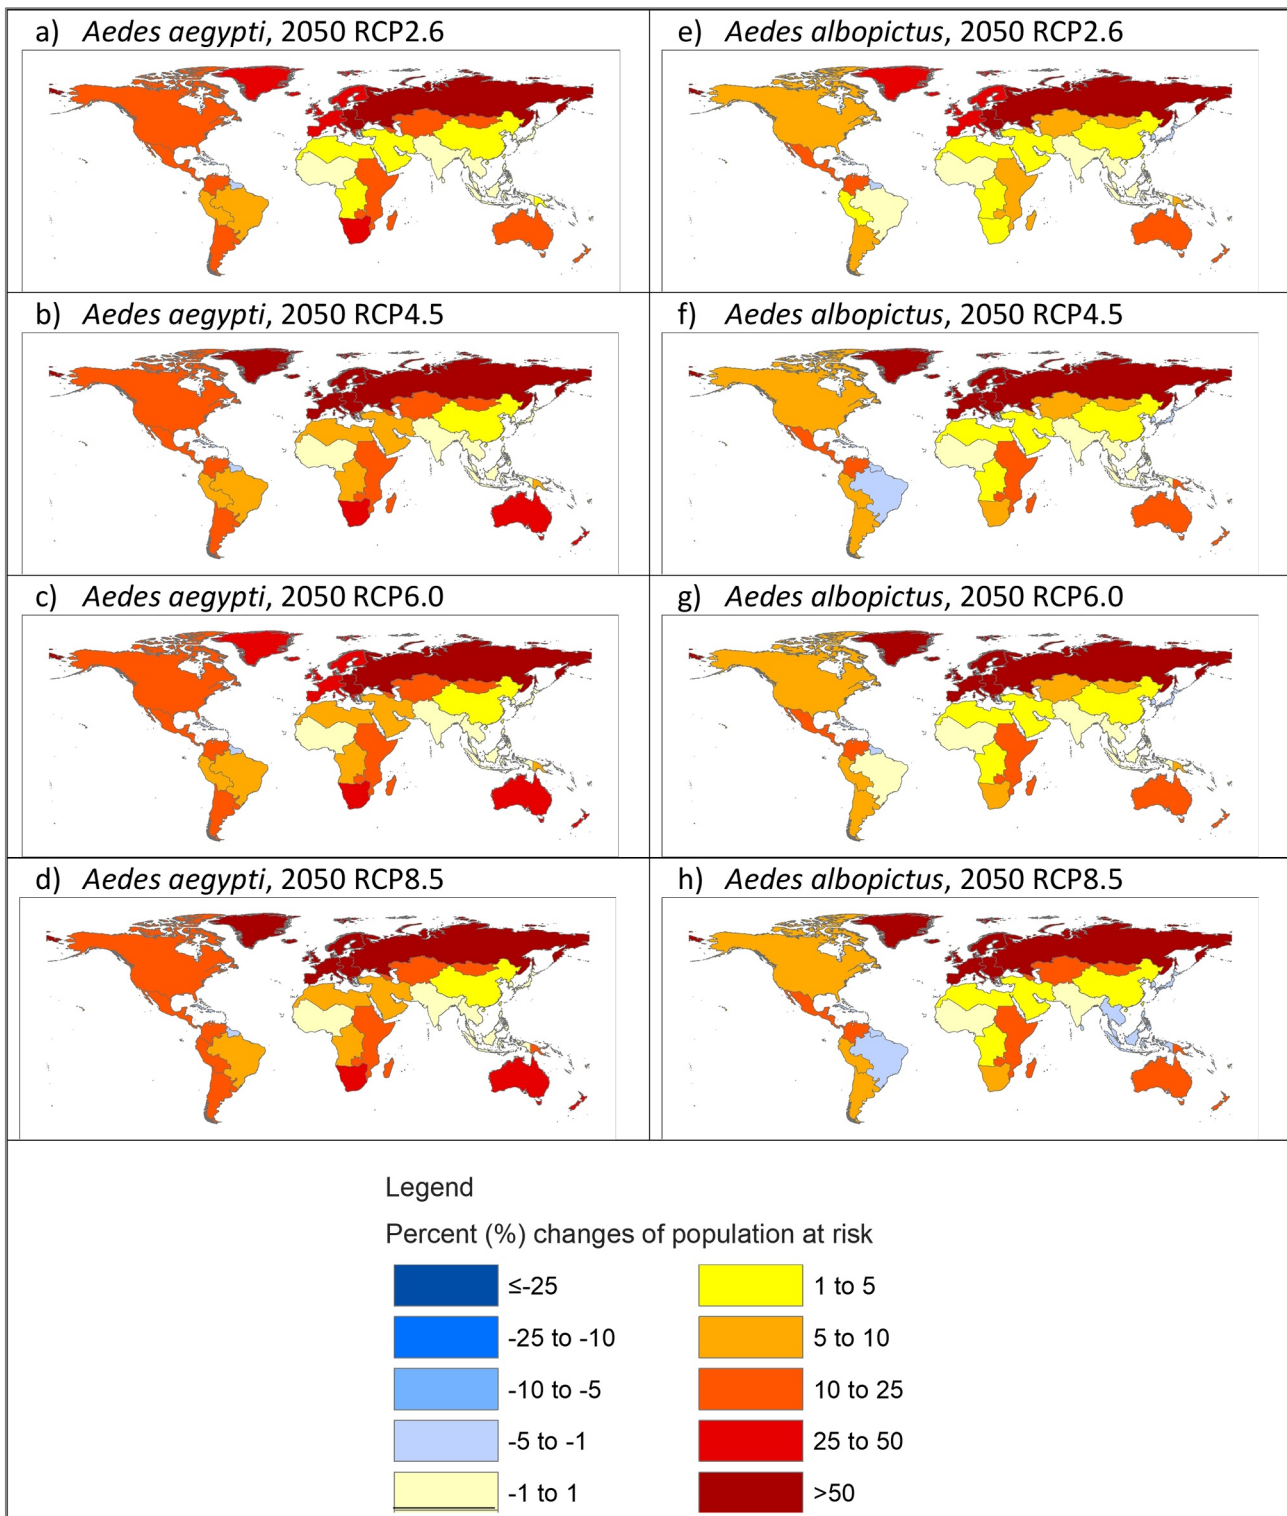 a) Aedes aegypti, 2050 RCP2.6
e) Aedes albopictus, 2050 RCP2.6
b) Aedes aegypti, 2050 RCP4.5
f) Aedes albopictus, 2050 RCP4.5
c) Aedes aegypti, 2050 RCP6.0
g) Aedes albopictus, 2050 RCP6.0
d) Aedes aegypti, 2050 RCP8.5
h) Aedes albopictus, 2050 RCP8.5
Legend
Percent (%) changes of population at risk
≤-25
-25 to -10
-10 to -5
-5 to -1
-1 to 1
1 to 5
5 to 10
10 to 25
25 to 50
>50